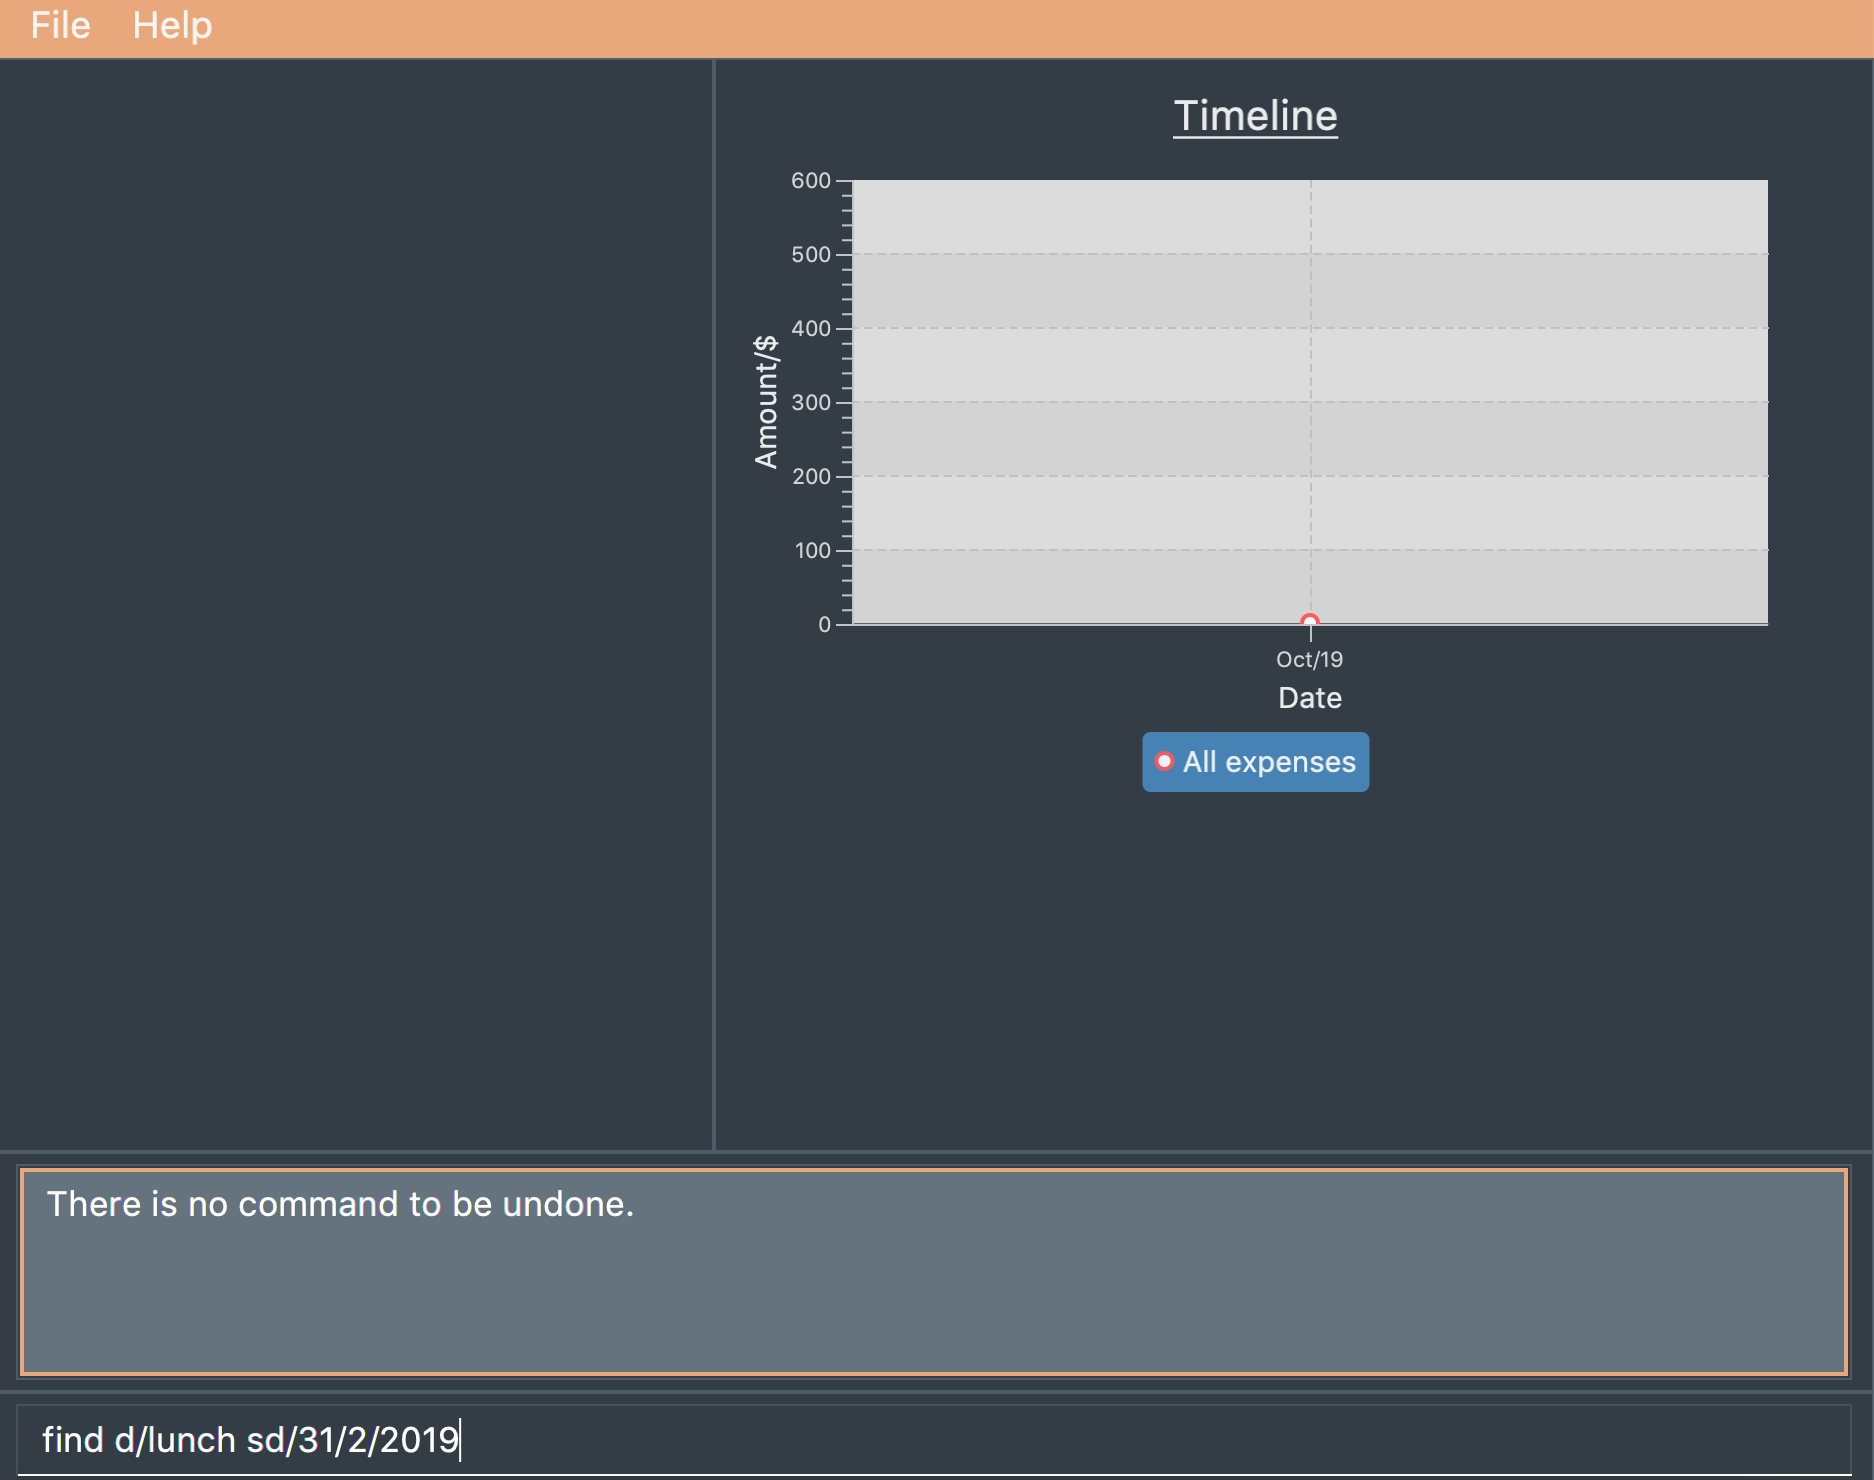 File Help
Timeline
600
500
400
300
200
100
0
Amount/$
Oct/19
Date
All expenses
There is no command to be undone.
find d/lunch sd/31/2/2019